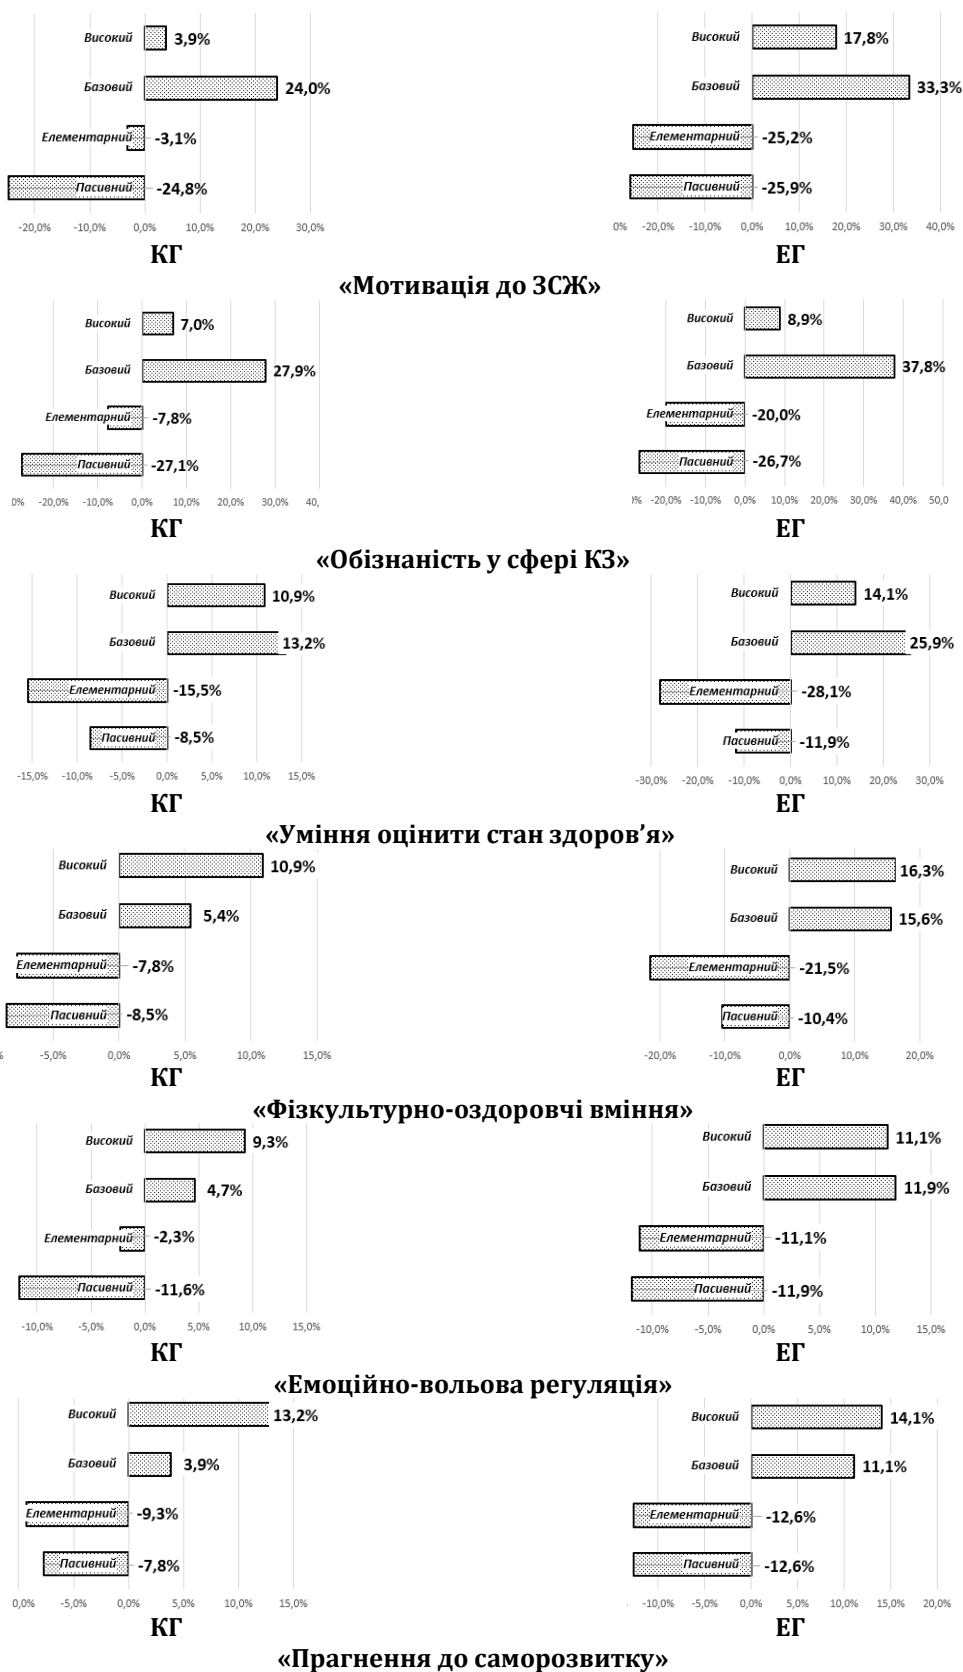 Високий 3,9%
Базовий 24,0%
Елементарний -3,1%
Пасивний -24,8%
-20,0% -10,0% 0,0% 10,0% 20,0% 30,0%
КГ
Високий 17,8%
Базовий 33,3%
Елементарний -25,2%
Пасивний -25,9%
0% -20,0% -10,0% 0,0% 10,0% 20,0% 30,0% 40,0%
ЕГ
«Мотивація до ЗСЖ»
Високий 7,0%
Базовий 27,9%
Елементарний -7,8%
Пасивний -27,1%
0% -20,0% -10,0% 0,0% 10,0% 20,0% 30,0% 40,
КГ
Високий 8,9%
Базовий 37,8%
Елементарний -20,0%
Пасивний -26,7%
% -20,0% -10,0% 0,0% 10,0% 20,0% 30,0% 40,0% 50,0
ЕГ
«Обізнаність у сфері КЗ»
Високий 10,9%
Базовий 13,2%
Елементарний -15,5%
Пасивний -8,5%
-15,0% -10,0% -5,0% 0,0% 5,0% 10,0% 15,0%
КГ
Високий 14,1%
Базовий 25,9%
Елементарний -28,1%
Пасивний -11,9%
-30,0% -20,0% -10,0% 0,0% 10,0% 20,0% 30,0%
ЕГ
«Уміння оцінити стан здоров’я»
Високий 10,9%
Базовий 5,4%
Елементарний -7,8%
Пасивний -8,5%
% -5,0% 0,0% 5,0% 10,0% 15,0%
КГ
Високий 16,3%
Базовий 15,6%
Елементарний -21,5%
Пасивний -10,4%
-20,0% -10,0% 0,0% 10,0% 20,0%
ЕГ
«Фізкультурно-оздоровчі вміння»
Високий 9,3%
Базовий 4,7%
Елементарний -2,3%
Пасивний -11,6%
-10,0% -5,0% 0,0% 5,0% 10,0% 15,0%
КГ
Високий 11,1%
Базовий 11,9%
Елементарний -11,1%
Пасивний -11,9%
-10,0% -5,0% 0,0% 5,0% 10,0% 15,0%
ЕГ
«Емоційно-вольова регуляція»
Високий 13,2%
Базовий 3,9%
Елементарний -9,3%
Пасивний -7,8%
0,0% -5,0% 0,0% 5,0% 10,0% 15,0%
КГ
Високий 14,1%
Базовий 11,1%
Елементарний -12,6%
Пасивний -12,6%
-10,0% -5,0% 0,0% 5,0% 10,0% 15,0% 20,0%
ЕГ
«Прагнення до саморозвитку»